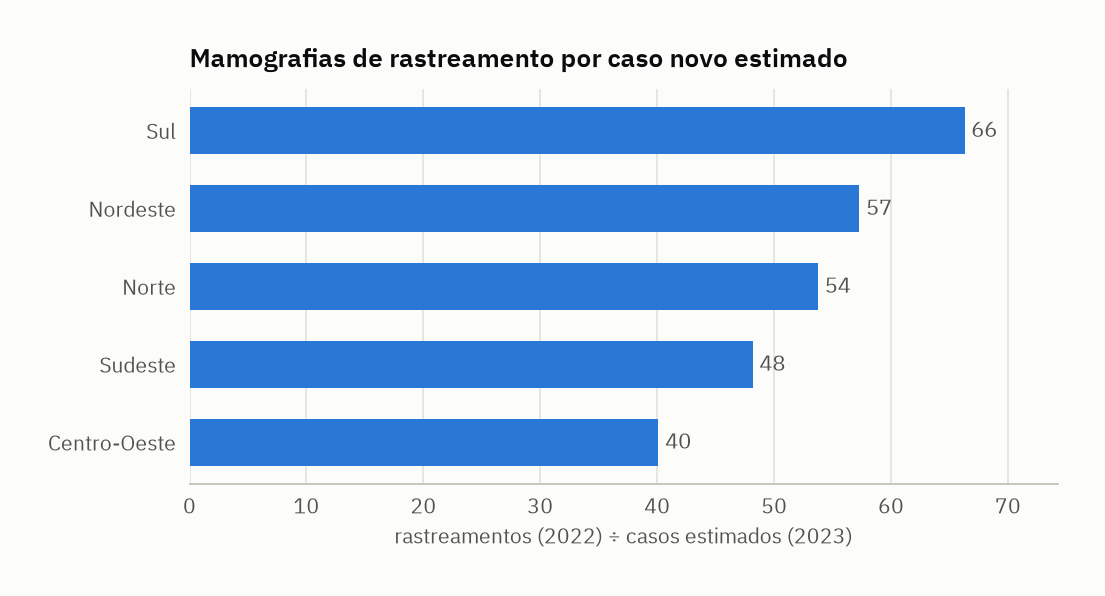 Mamografias de rastreamento por caso novo estimado
Sul 66
Nordeste 57
Norte 54
Sudeste 48
Centro-Oeste 40
0 10 20 30 40 50 60 70
rastreamentos (2022) ÷ casos estimados (2023)